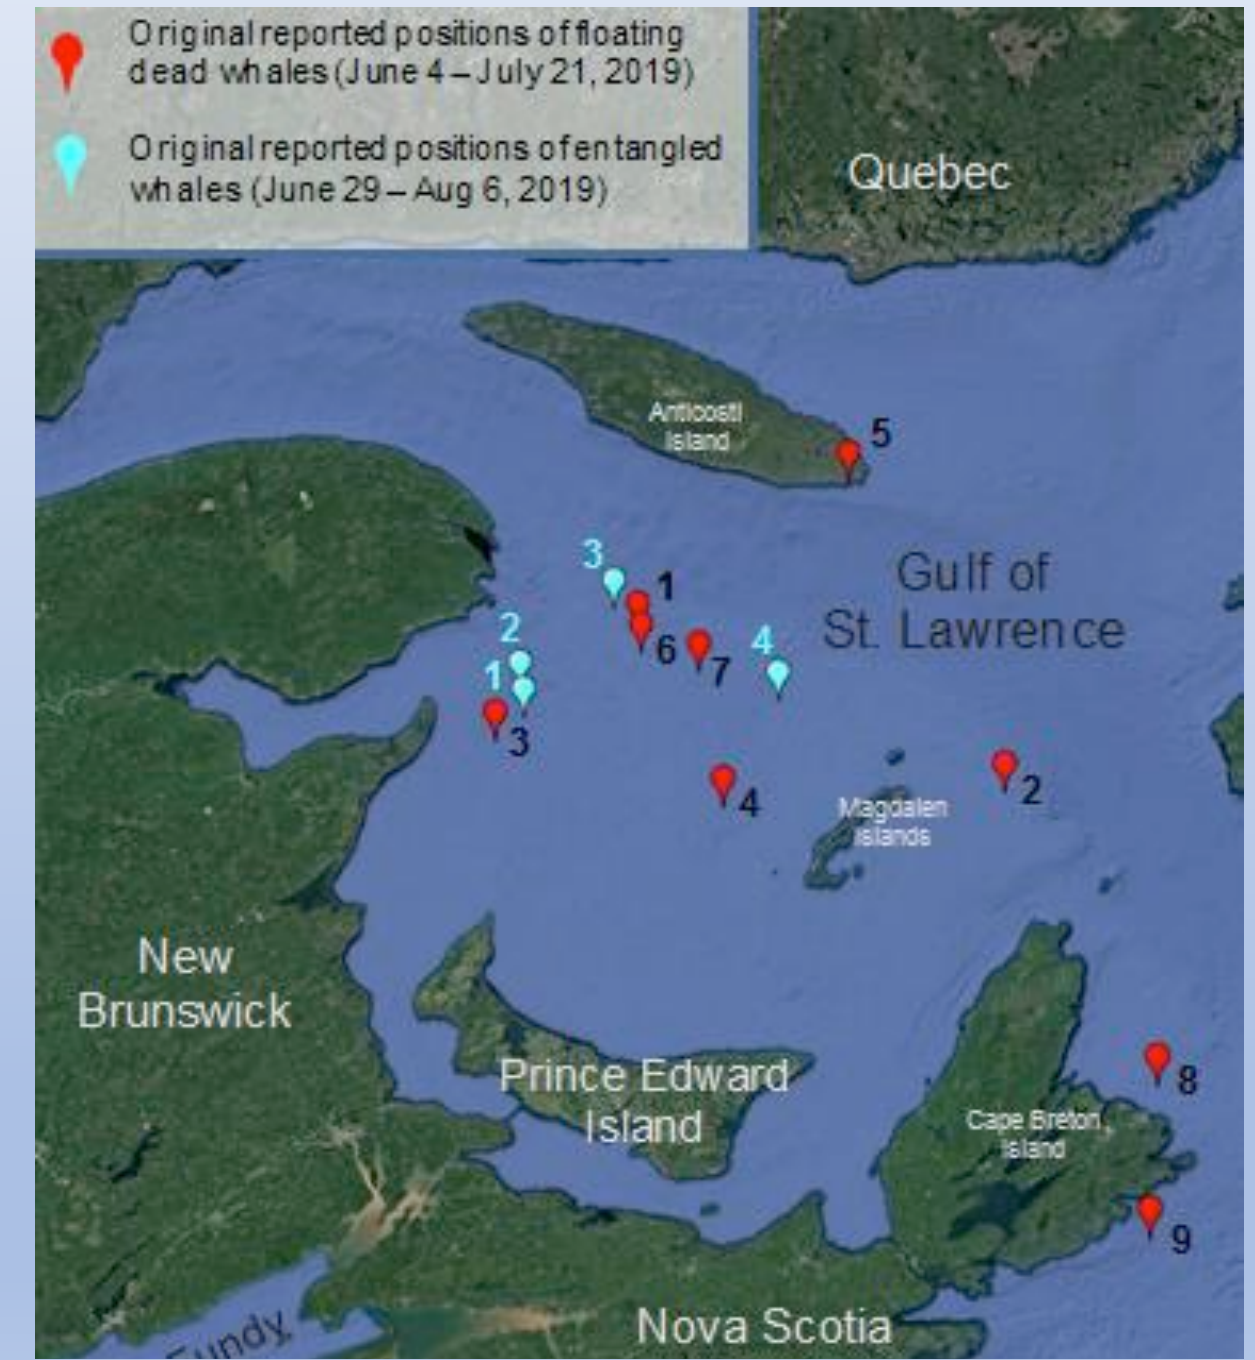 Original reported positions of floating
dead whales (June 4 – July 21, 2019)
Original reported positions of entangled
whales (June 29 – Aug 6, 2019)
Quebec
Anticosti
Island
5
Gulf of
St. Lawrence
3
1
2
6
4
7
1
3
4
2
Magdalen
Islands
New
Brunswick
Prince Edward
Island
8
Cape Breton
Island
9
Nova Scotia
Fundy